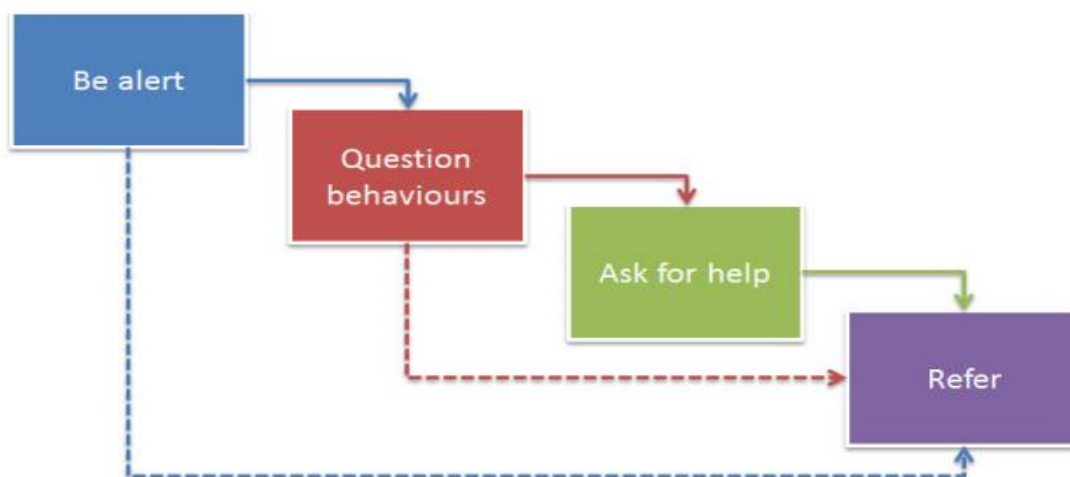 Be alert
Question
behaviours
Ask for help
Refer